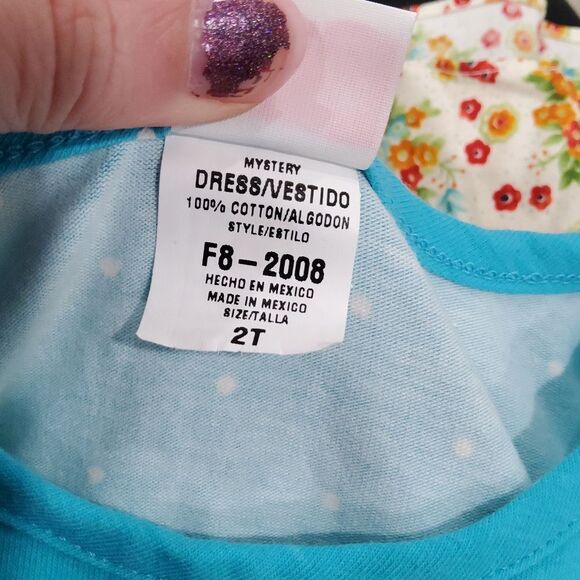 MYSTERY
DRESS/VESTIDO
100% COTTON/ALGODON
STYLE/ESTILO
F8-2008
HECHO EN MEXICO
MADE IN MEXICO
SIZE/TALLA
2T